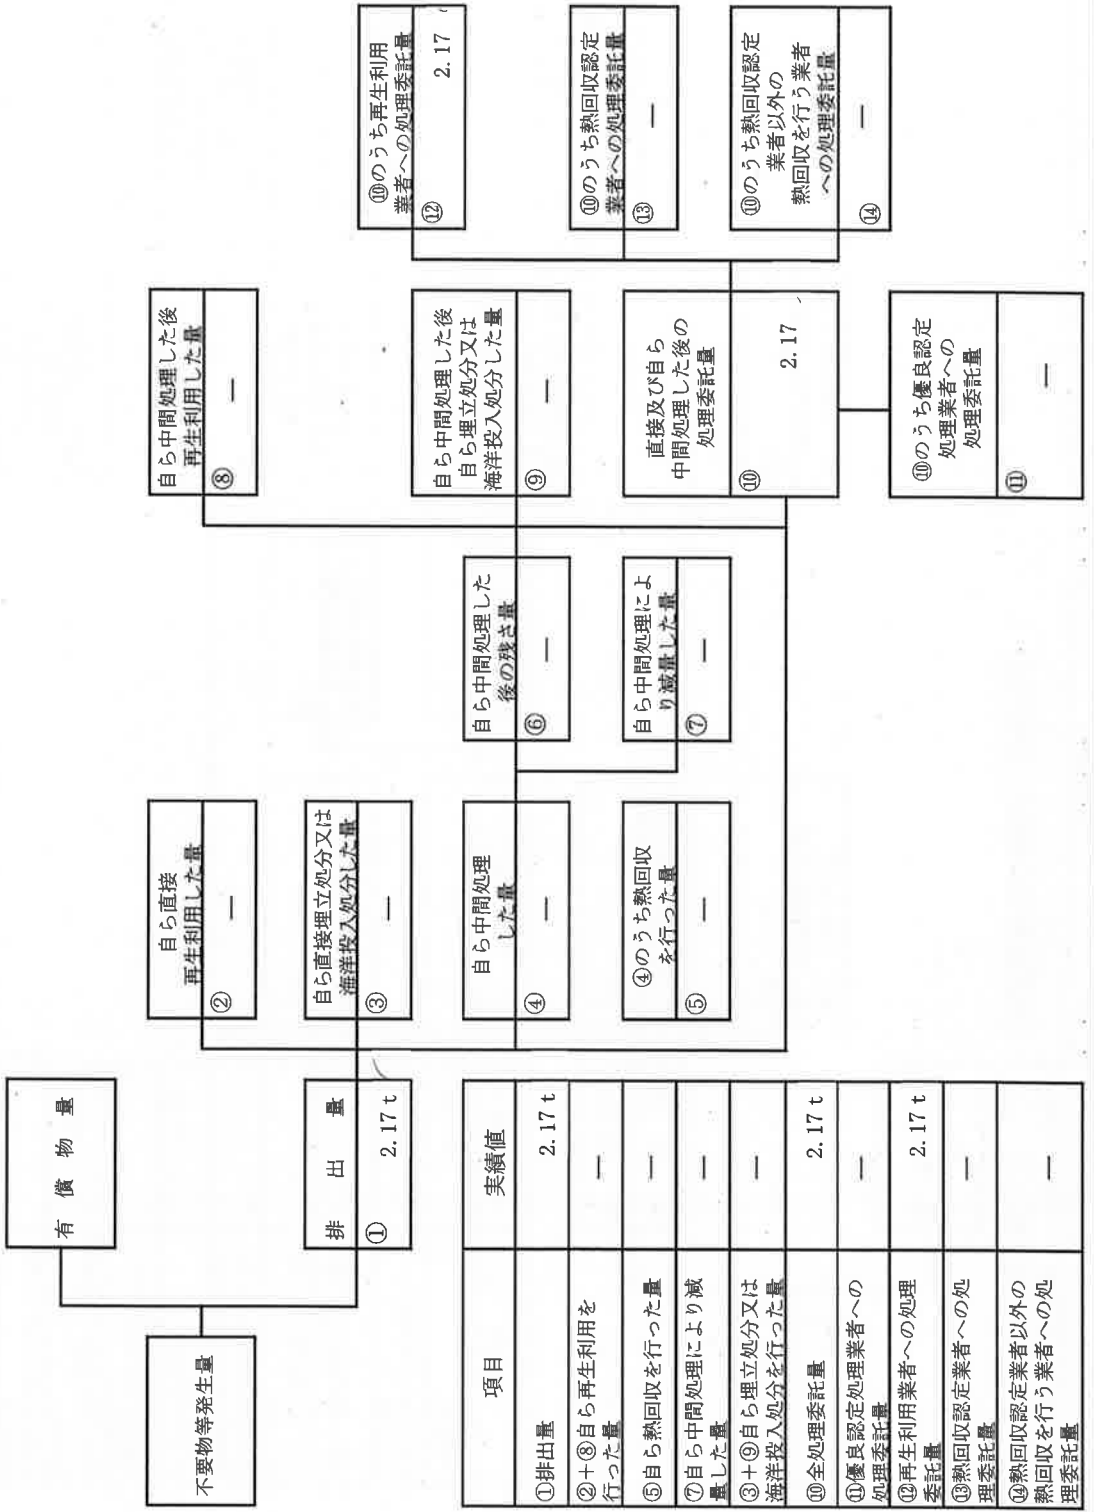 不要物等発生量
有償物量
排出量
① 2.17 t
自ら直接
再生利用した量
② ―
自ら直接埋立処分又は
海洋投入処分した量
③ ―
自ら中間処理
した量
④ ―
④のうち熱回収
を行った量
⑤ ―
自ら中間処理した
後の残さ量
⑥ ―
自ら中間処理によ
り減量した量
⑦ ―
自ら中間処理した後
再生利用した量
⑧ ―
自ら中間処理した後
自ら埋立処分又は
海洋投入処分した量
⑨ ―
直接及び自ら
中間処理した後の
処理委託量
⑩ 2.17
⑩のうち優良認定
処理業者への
処理委託量
⑪ ―
⑩のうち再生利用
業者への処理委託量
⑫ 2.17
⑩のうち熱回収認定
業者への処理委託量
⑬ ―
⑩のうち熱回収認定
業者以外の
熱回収を行う業者
への処理委託量
⑭ ―
項目 実績値
①排出量 2.17 t
②+⑧自ら再生利用を
行った量 ―
⑤自ら熱回収を行った量 ―
⑦自ら中間処理により減
量した量 ―
③+⑨自ら埋立処分又は
海洋投入処分を行った量 ―
⑩全処理委託量 2.17 t
⑪優良認定処理業者への
処理委託量 ―
⑫再生利用業者への処理
委託量 2.17 t
⑬熱回収認定業者への処
理委託量 ―
⑭熱回収認定業者以外の
熱回収を行う業者への処
理委託量 ―